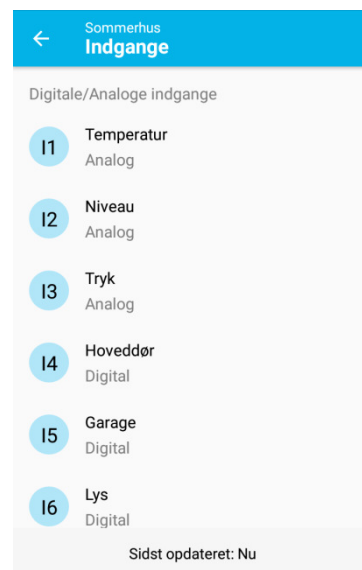 Sommerhus
Indgange
Digitale/Analoge indgange
I1
Temperatur
Analog
I2
Niveau
Analog
I3
Tryk
Analog
I4
Hoveddør
Digital
I5
Garage
Digital
I6
Lys
Digital
Sidst opdateret: Nu